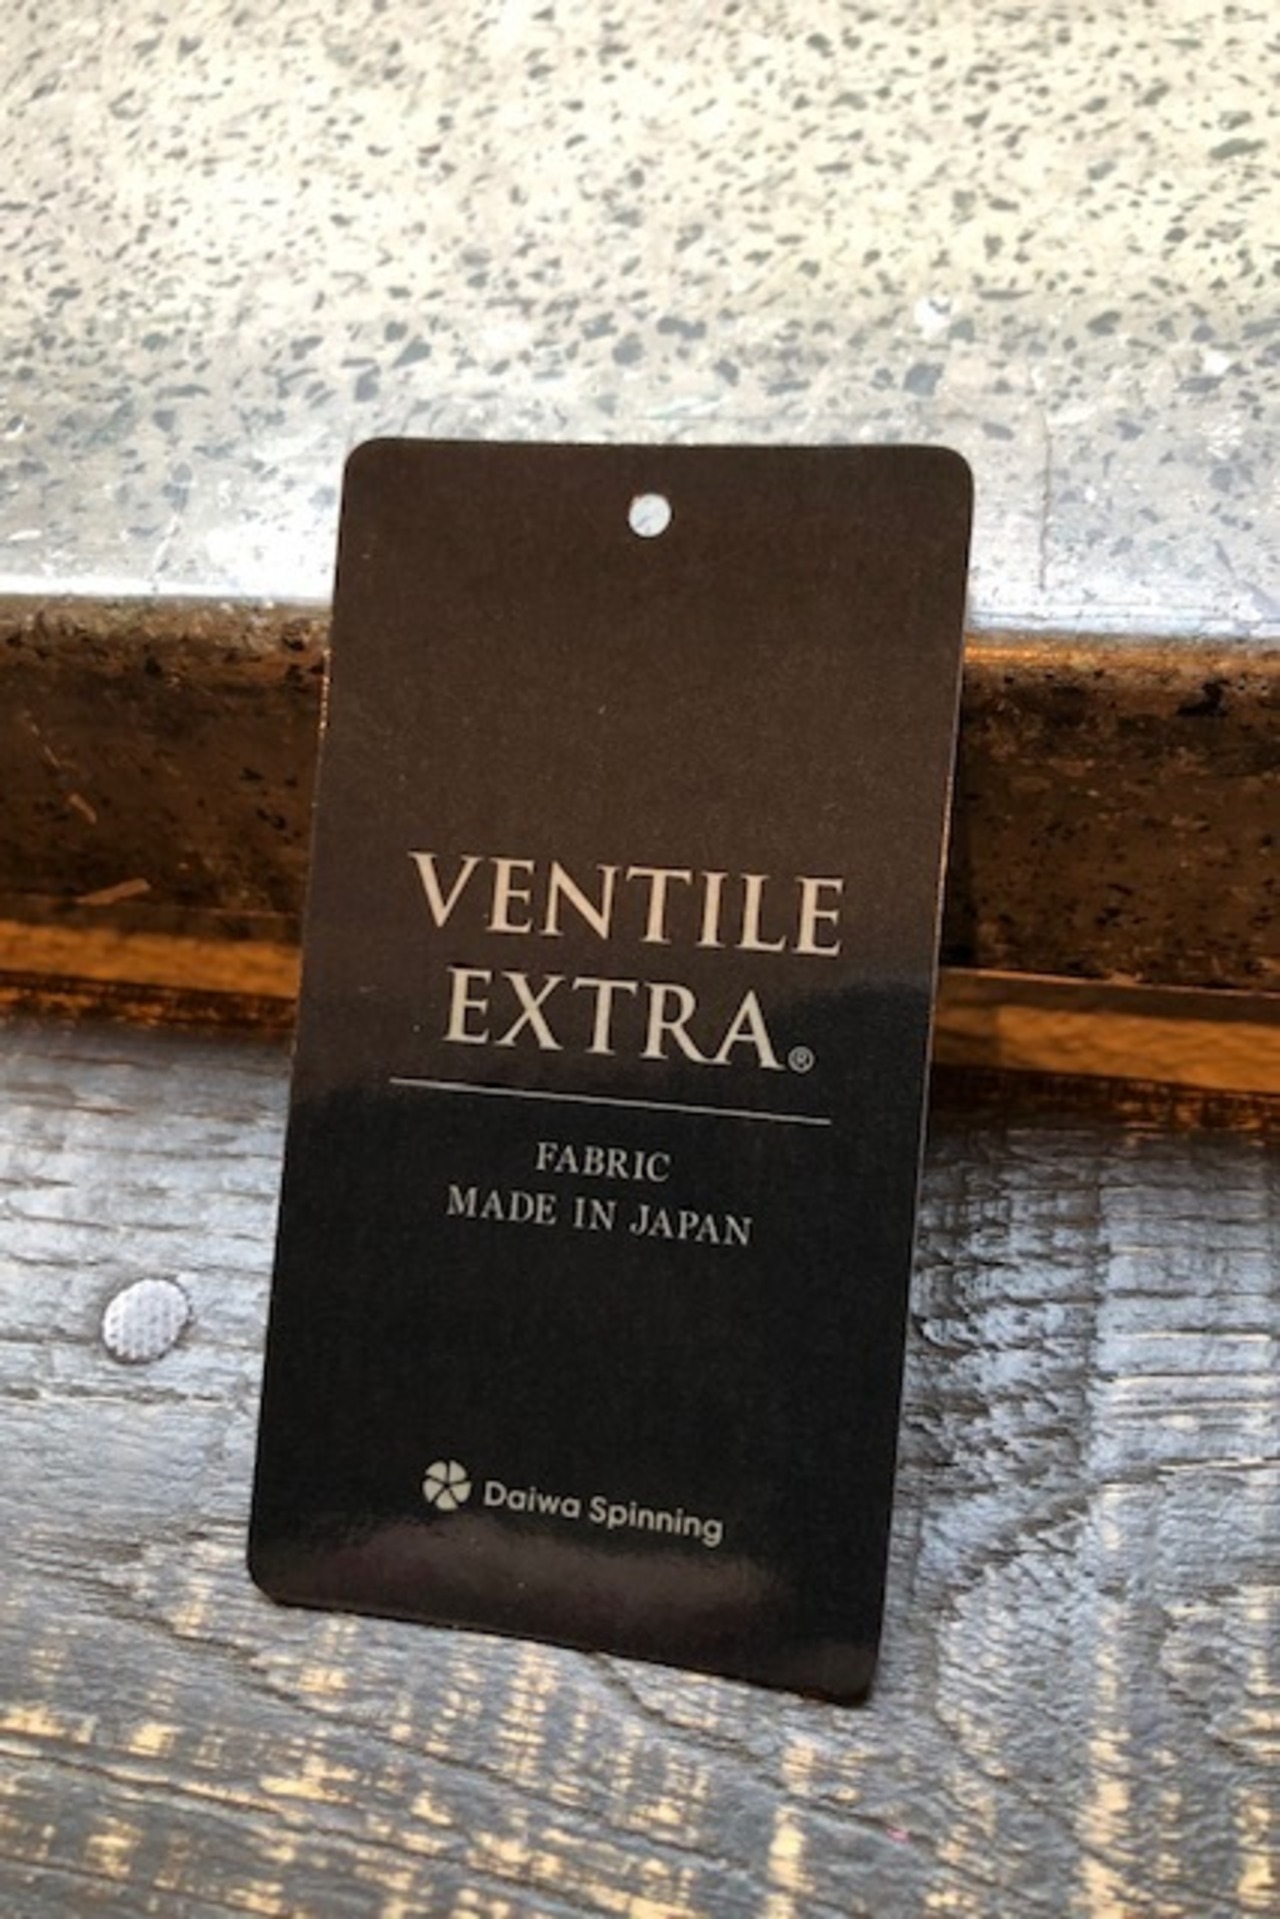 VENTILE
EXTRA®
FABRIC
MADE IN JAPAN
Daiwa Spinning